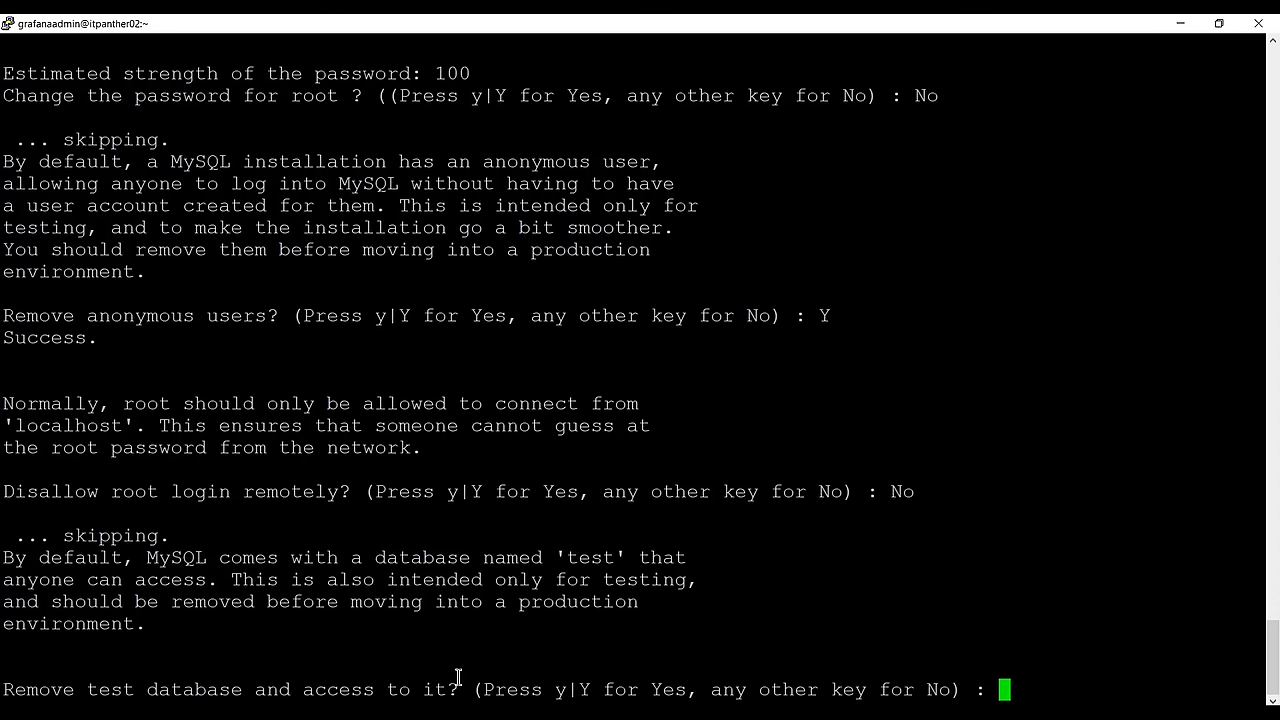 grafanaadmin@itpanther02:~
Estimated strength of the password: 100
Change the password for root ? ((Press y|Y for Yes, any other key for No) : No
... skipping.
By default, a MySQL installation has an anonymous user,
allowing anyone to log into MySQL without having to have
a user account created for them. This is intended only for
testing, and to make the installation go a bit smoother.
You should remove them before moving into a production
environment.
Remove anonymous users? (Press y|Y for Yes, any other key for No) : Y
Success.
Normally, root should only be allowed to connect from
'localhost'. This ensures that someone cannot guess at
the root password from the network.
Disallow root login remotely? (Press y|Y for Yes, any other key for No) : No
... skipping.
By default, MySQL comes with a database named 'test' that
anyone can access. This is also intended only for testing,
and should be removed before moving into a production
environment.
Remove test database and access to it? (Press y|Y for Yes, any other key for No) :